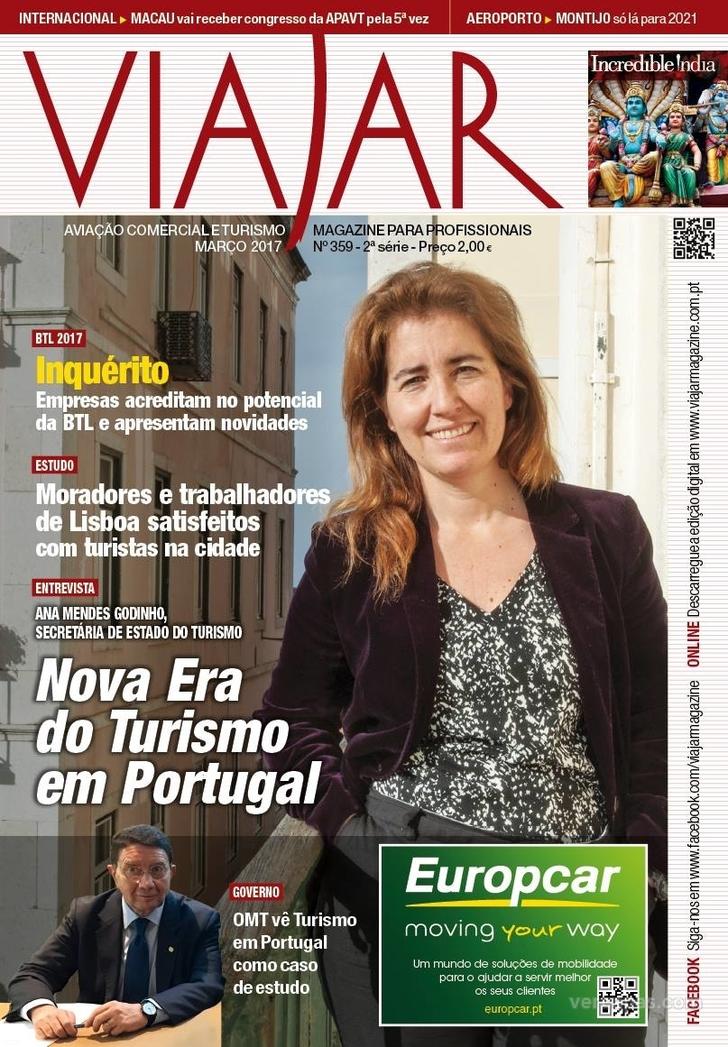 INTERNACIONAL ▸ MACAU vai receber congresso da APAVT pela 5ª vez
AEROPORTO ▸ MONTIJO só lá para 2021
VIAJAR
Incredible !ndia
AVIAÇÃO COMERCIAL E TURISMO
MARÇO 2017
MAGAZINE PARA PROFISSIONAIS
Nº 359 - 2ª série - Preço 2,00 €
BTL 2017
Inquérito
Empresas acreditam no potencial
da BTL e apresentam novidades
ESTUDO
Moradores e trabalhadores
de Lisboa satisfeitos
com turistas na cidade
ENTREVISTA
ANA MENDES GODINHO,
SECRETÁRIA DE ESTADO DO TURISMO
Nova Era
do Turismo
em Portugal
GOVERNO
OMT vê Turismo
em Portugal
como caso
de estudo
Europcar
moving your way
Um mundo de soluções de mobilidade
para o ajudar a servir melhor
os seus clientes
europcar.pt
FACEBOOK Siga-nos em www.facebook.com/viajarmagazine ONLINE Descarregue a edição digital em www.viajarmagazine.com.pt